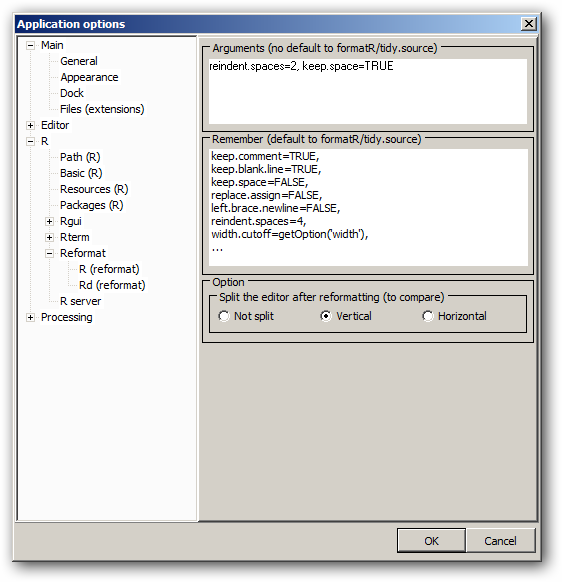 Application options
Main
General
Appearance
Dock
Files (extensions)
Editor
R
Path (R)
Basic (R)
Resources (R)
Packages (R)
Rgui
Rterm
Reformat
R (reformat)
Rd (reformat)
R server
Processing
Arguments (no default to formatR/tidy.source)
reindent.spaces=2, keep.space=TRUE
Remember (default to formatR/tidy.source)
keep.comment=TRUE,
keep.blank.line=TRUE,
keep.space=FALSE,
replace.assign=FALSE,
left.brace.newline=FALSE,
reindent.spaces=4,
width.cutoff=getOption('width'),
...
Option
Split the editor after reformatting (to compare)
Not split Vertical Horizontal
OK Cancel